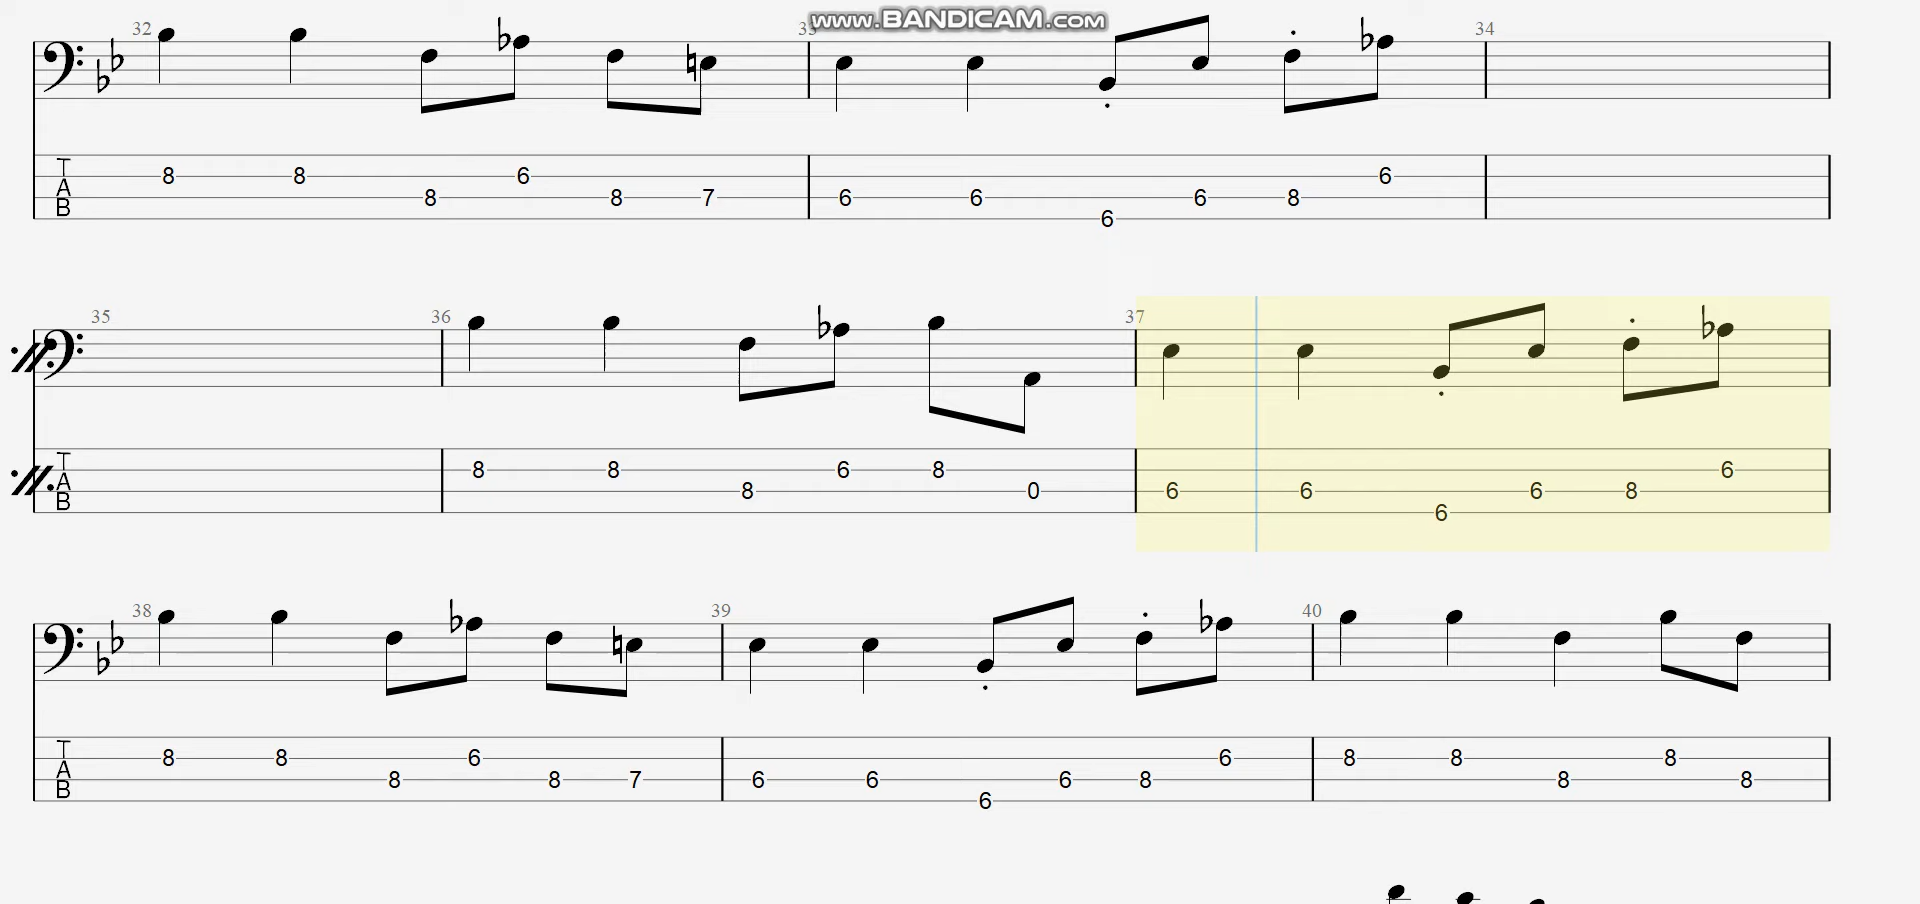 www.BANDICAM.com
32 33 34
T 8 8 8 6 8 7 6 6 6 6 8 6
A
B
35 36 37
T 8 8 8 6 8 0 6 6 6 6 8 6
A
B
38 39 40
T 8 8 8 6 8 7 6 6 6 6 8 6 8 8 8 8 8
A
B